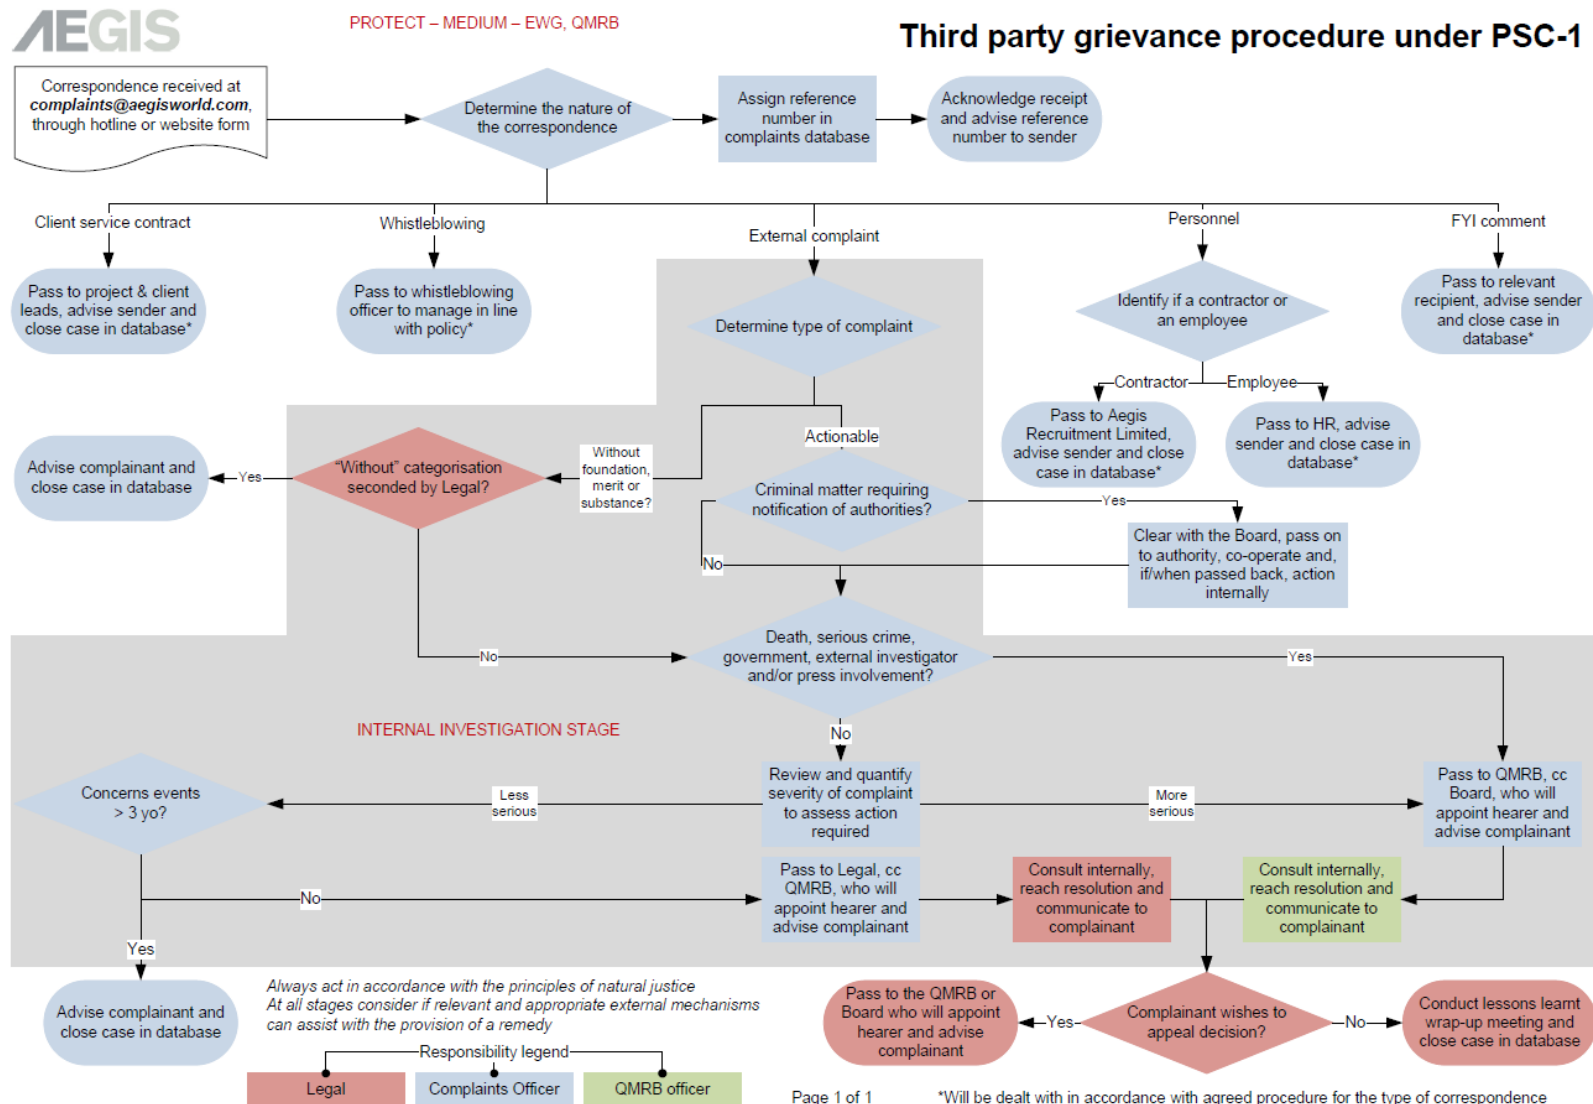 AEGIS
PROTECT – MEDIUM – EWG, QMRB
Third party grievance procedure under PSC-1
Correspondence received at
complaints@aegisworld.com,
through hotline or website form
Determine the nature of
the correspondence
Assign reference
number in
complaints database
Acknowledge receipt
and advise reference
number to sender
Client service contract
Whistleblowing
External complaint
Personnel
FYI comment
Pass to project & client
leads, advise sender and
close case in database*
Pass to whistleblowing
officer to manage in line
with policy*
Determine type of complaint
Identify if a contractor or
an employee
Pass to relevant
recipient, advise sender
and close case in
database*
Contractor
Employee
Pass to Aegis
Recruitment Limited,
advise sender and close
case in database*
Pass to HR, advise
sender and close case in
database*
Actionable
Without
foundation,
merit or
substance?
"Without" categorisation
seconded by Legal?
Yes
Advise complainant and
close case in database
Criminal matter requiring
notification of authorities?
Yes
Clear with the Board, pass on
to authority, co-operate and,
if/when passed back, action
internally
No
No
Death, serious crime,
government, external investigator
and/or press involvement?
Yes
INTERNAL INVESTIGATION STAGE
No
Concerns events
> 3 yo?
Less
serious
Review and quantify
severity of complaint
to assess action
required
More
serious
Pass to QMRB, cc
Board, who will
appoint hearer and
advise complainant
No
Pass to Legal, cc
QMRB, who will
appoint hearer and
advise complainant
Consult internally,
reach resolution and
communicate to
complainant
Consult internally,
reach resolution and
communicate to
complainant
Yes
Advise complainant and
close case in database
Always act in accordance with the principles of natural justice
At all stages consider if relevant and appropriate external mechanisms
can assist with the provision of a remedy
Pass to the QMRB or
Board who will appoint
hearer and advise
complainant
Yes
Complainant wishes to
appeal decision?
No
Conduct lessons learnt
wrap-up meeting and
close case in database
Responsibility legend
Legal
Complaints Officer
QMRB officer
Page 1 of 1
*Will be dealt with in accordance with agreed procedure for the type of correspondence